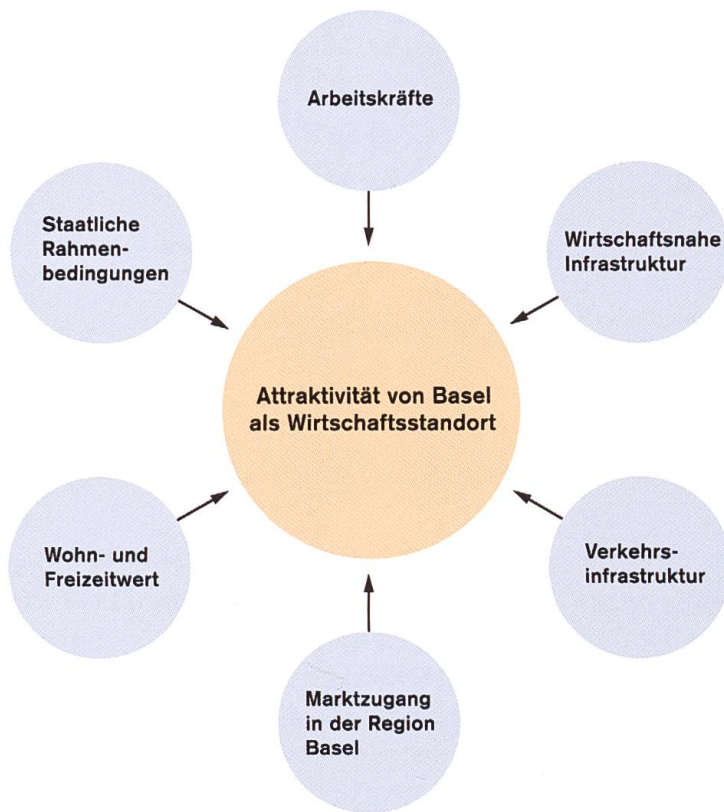 Arbeitskräfte
Staatliche
Rahmen-
bedingungen
Wirtschaftsnahe
Infrastruktur
Attraktivität von Basel
als Wirtschaftsstandort
Wohn- und
Freizeitwert
Verkehrs-
infrastruktur
Marktzugang
in der Region
Basel